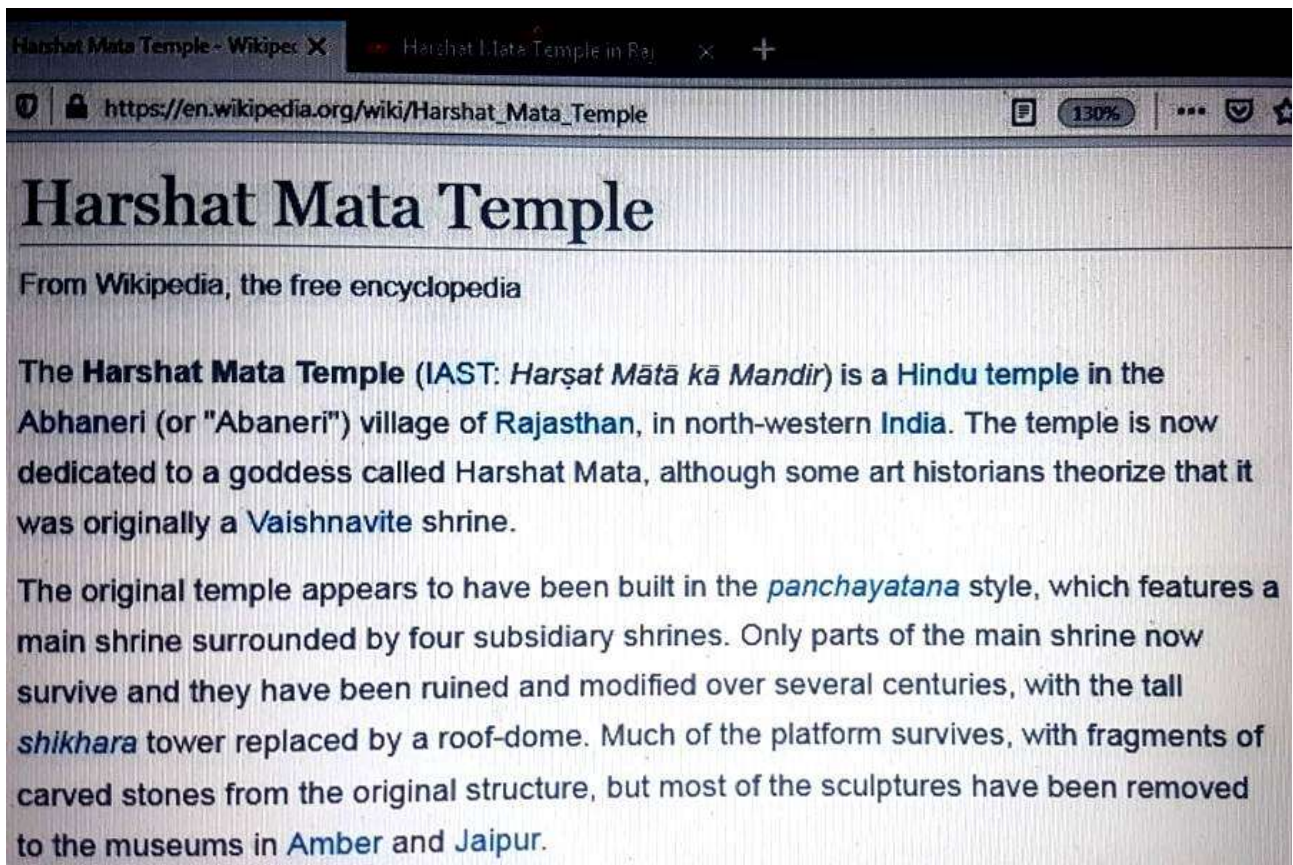 Harshat Mata Temple - Wikipec
Harshat Mata Temple in Raj
https://en.wikipedia.org/wiki/Harshat_Mata_Temple
130%
Harshat Mata Temple
From Wikipedia, the free encyclopedia
The Harshat Mata Temple (IAST: Harṣat Mātā kā Mandir) is a Hindu temple in the
Abhaneri (or "Abaneri") village of Rajasthan, in north-western India. The temple is now
dedicated to a goddess called Harshat Mata, although some art historians theorize that it
was originally a Vaishnavite shrine.
The original temple appears to have been built in the panchayatana style, which features a
main shrine surrounded by four subsidiary shrines. Only parts of the main shrine now
survive and they have been ruined and modified over several centuries, with the tall
shikhara tower replaced by a roof-dome. Much of the platform survives, with fragments of
carved stones from the original structure, but most of the sculptures have been removed
to the museums in Amber and Jaipur.